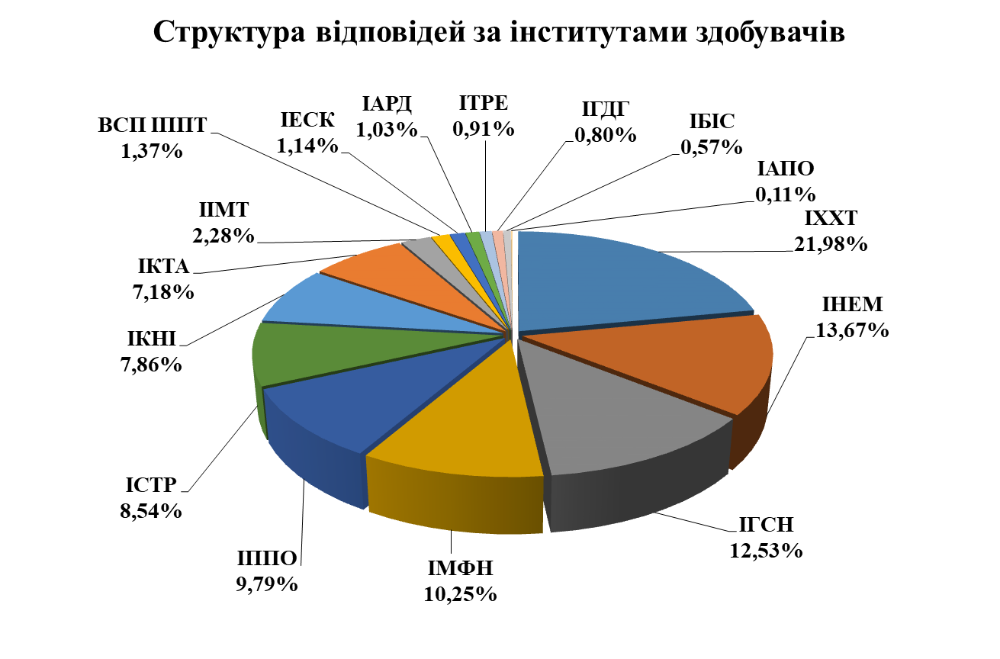 Структура відповідей за інститутами здобувачів
ІХХТ
21,98%
ІНЕМ
13,67%
ІГСН
12,53%
ІМФН
10,25%
ІППО
9,79%
ІСТР
8,54%
ІКНІ
7,86%
ІКТА
7,18%
ІІМТ
2,28%
ВСП ІППТ
1,37%
ІЕСК
1,14%
ІАРД
1,03%
ІТРЕ
0,91%
ІГДГ
0,80%
ІБІС
0,57%
ІАПО
0,11%